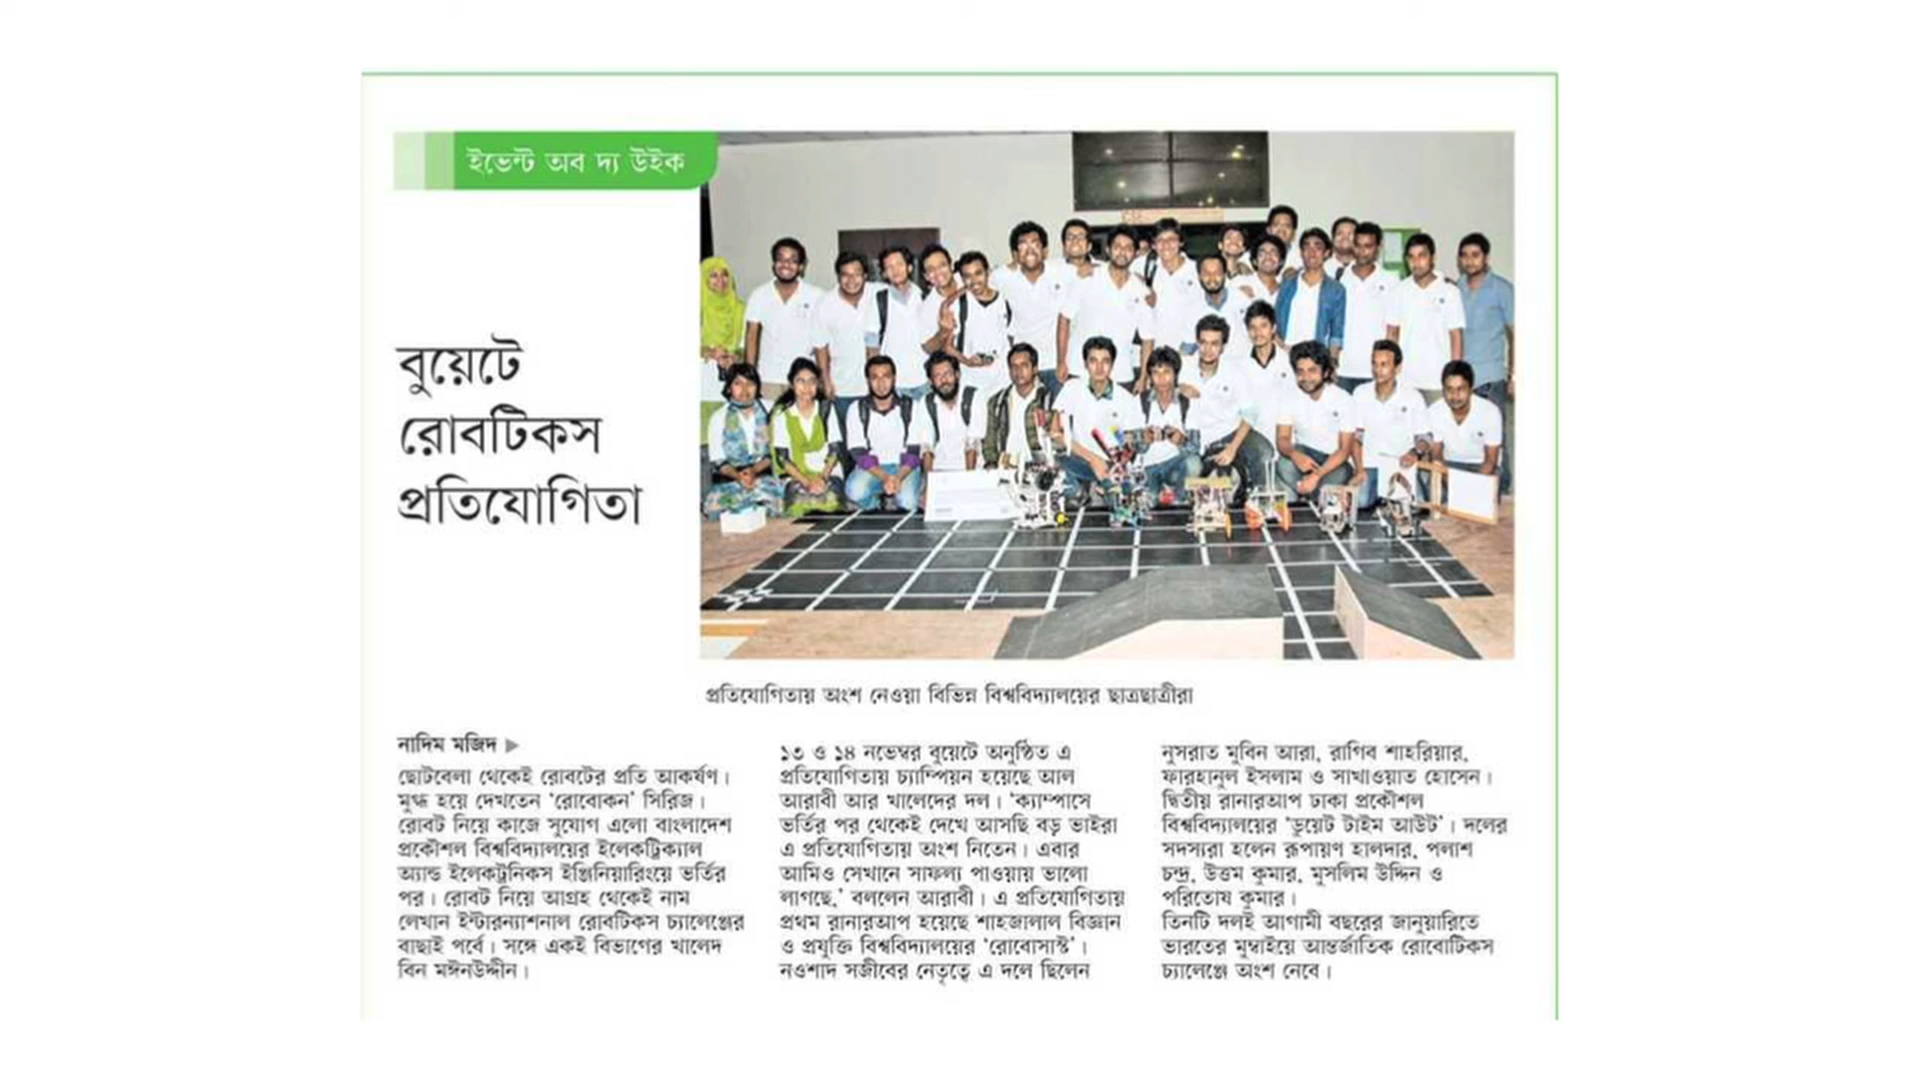 ইভেন্ট অব দ্য উইক
বুয়েটে
রোবটিকস
প্রতিযোগিতা
প্রতিযোগিতায় অংশ নেওয়া বিভিন্ন বিশ্ববিদ্যালয়ের ছাত্রছাত্রীরা
নাদিম মজিদ ▶
ছোটবেলা থেকেই রোবটের প্রতি আকর্ষণ।
মুগ্ধ হয়ে দেখতেন ‘রোবোকন’ সিরিজ।
রোবট নিয়ে কাজে সুযোগ এলো বাংলাদেশ
প্রকৌশল বিশ্ববিদ্যালয়ের ইলেকট্রিক্যাল
অ্যান্ড ইলেকট্রনিকস ইঞ্জিনিয়ারিংয়ে ভর্তির
পর। রোবট নিয়ে আগ্রহ থেকেই নাম
লেখান ইন্টারন্যাশনাল রোবটিকস চ্যালেঞ্জের
বাছাই পর্বে। সঙ্গে একই বিভাগের খালেদ
বিন মঈনউদ্দীন।
১৩ ও ১৪ নভেম্বর বুয়েটে অনুষ্ঠিত এ
প্রতিযোগিতায় চ্যাম্পিয়ন হয়েছে আল
আরাবী আর খালেদের দল। ‘ক্যাম্পাসে
ভর্তির পর থেকেই দেখে আসছি বড় ভাইরা
এ প্রতিযোগিতায় অংশ নিতেন। এবার
আমিও সেখানে সাফল্য পাওয়ায় ভালো
লাগছে,’ বললেন আরাবী। এ প্রতিযোগিতায়
প্রথম রানারআপ হয়েছে শাহজালাল বিজ্ঞান
ও প্রযুক্তি বিশ্ববিদ্যালয়ের ‘রোবোসাস্ট’।
নওশাদ সজীবের নেতৃত্বে এ দলে ছিলেন
নুসরাত মুবিন আরা, রাগিব শাহরিয়ার,
ফারহানুল ইসলাম ও সাখাওয়াত হোসেন।
দ্বিতীয় রানারআপ ঢাকা প্রকৌশল
বিশ্ববিদ্যালয়ের ‘ডুয়েট টাইম আউট’। দলের
সদস্যরা হলেন রূপায়ণ হালদার, পলাশ
চন্দ্র, উত্তম কুমার, মুসলিম উদ্দিন ও
পরিতোষ কুমার।
তিনটি দলই আগামী বছরের জানুয়ারিতে
ভারতের মুম্বাইয়ে আন্তর্জাতিক রোবোটিকস
চ্যালেঞ্জে অংশ নেবে।